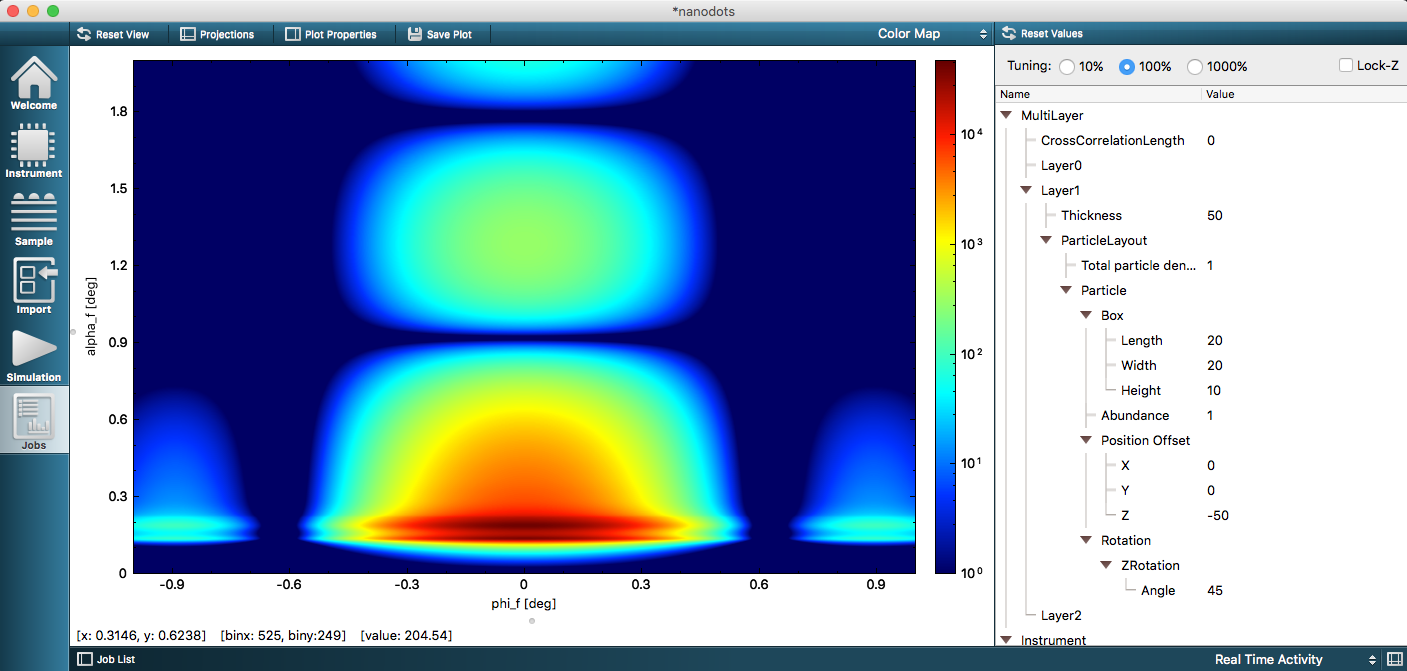 *nanodots
Reset View
Projections
Plot Properties
Save Plot
Color Map
Reset Values
Welcome
Instrument
Sample
Import
Simulation
Jobs
alpha_f [deg]
1.8
1.5
1.2
0.9
0.6
0.3
0
-0.9
-0.6
-0.3
0
0.3
0.6
0.9
phi_f [deg]
10⁴
10³
10²
10¹
10⁰
[x: 0.3146, y: 0.6238] [binx: 525, biny:249] [value: 204.54]
Tuning: 10% 100% 1000% Lock-Z
Name Value
MultiLayer
CrossCorrelationLength 0
Layer0
Layer1
Thickness 50
ParticleLayout
Total particle den... 1
Particle
Box
Length 20
Width 20
Height 10
Abundance 1
Position Offset
X 0
Y 0
Z -50
Rotation
ZRotation
Angle 45
Layer2
Instrument
Job List
Real Time Activity